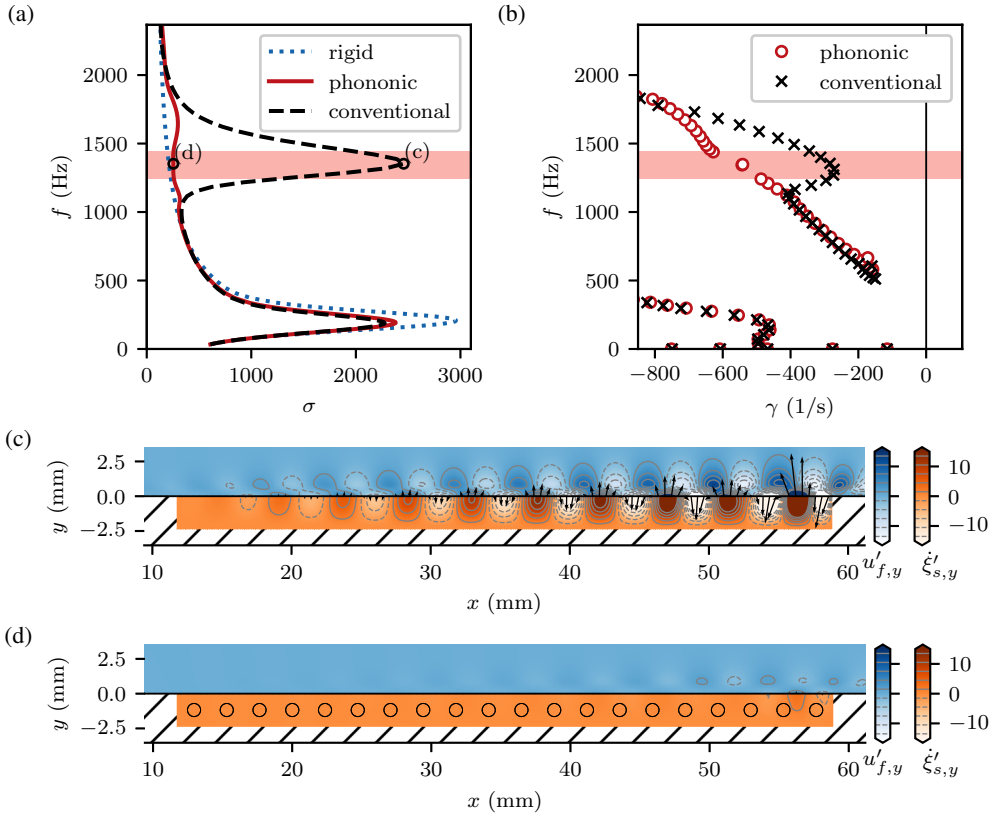 (a)
(b)
rigid
phononic
conventional
phononic
conventional
2000
1500
1000
500
0
f (Hz)
(d)
(c)
0
1000
2000
3000
σ
2000
1500
1000
500
0
f (Hz)
−800
−600
−400
−200
0
γ (1/s)
(c)
y (mm)
2.5
0.0
−2.5
10
20
30
40
50
60
x (mm)
10
0
−10
u′f,y
ξ̇′s,y
(d)
y (mm)
2.5
0.0
−2.5
10
20
30
40
50
60
x (mm)
10
0
−10
u′f,y
ξ̇′s,y